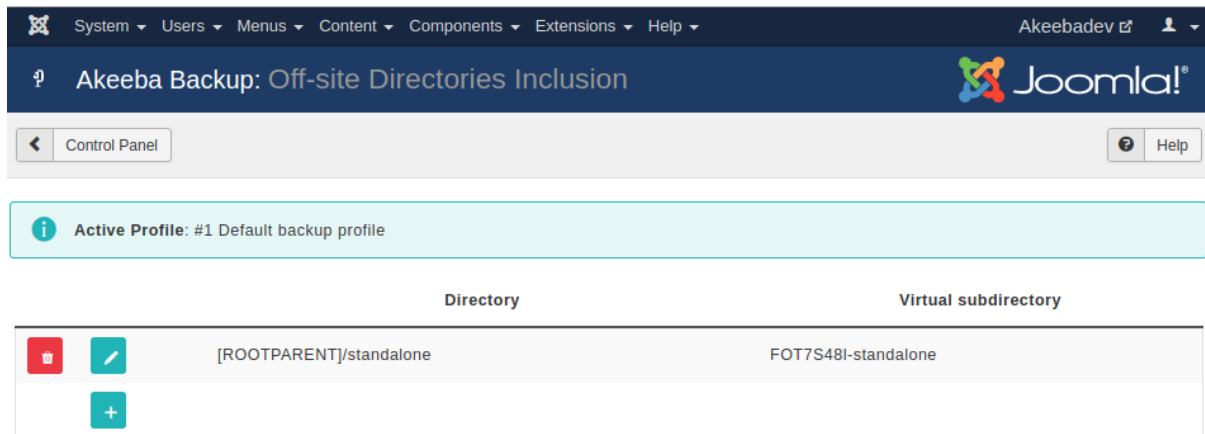 System Users Menus Content Components Extensions Help Akeebadev
Akeeba Backup: Off-site Directories Inclusion Joomla!®
Control Panel Help
Active Profile: #1 Default backup profile
Directory Virtual subdirectory
[ROOTPARENT]/standalone FOT7S48I-standalone